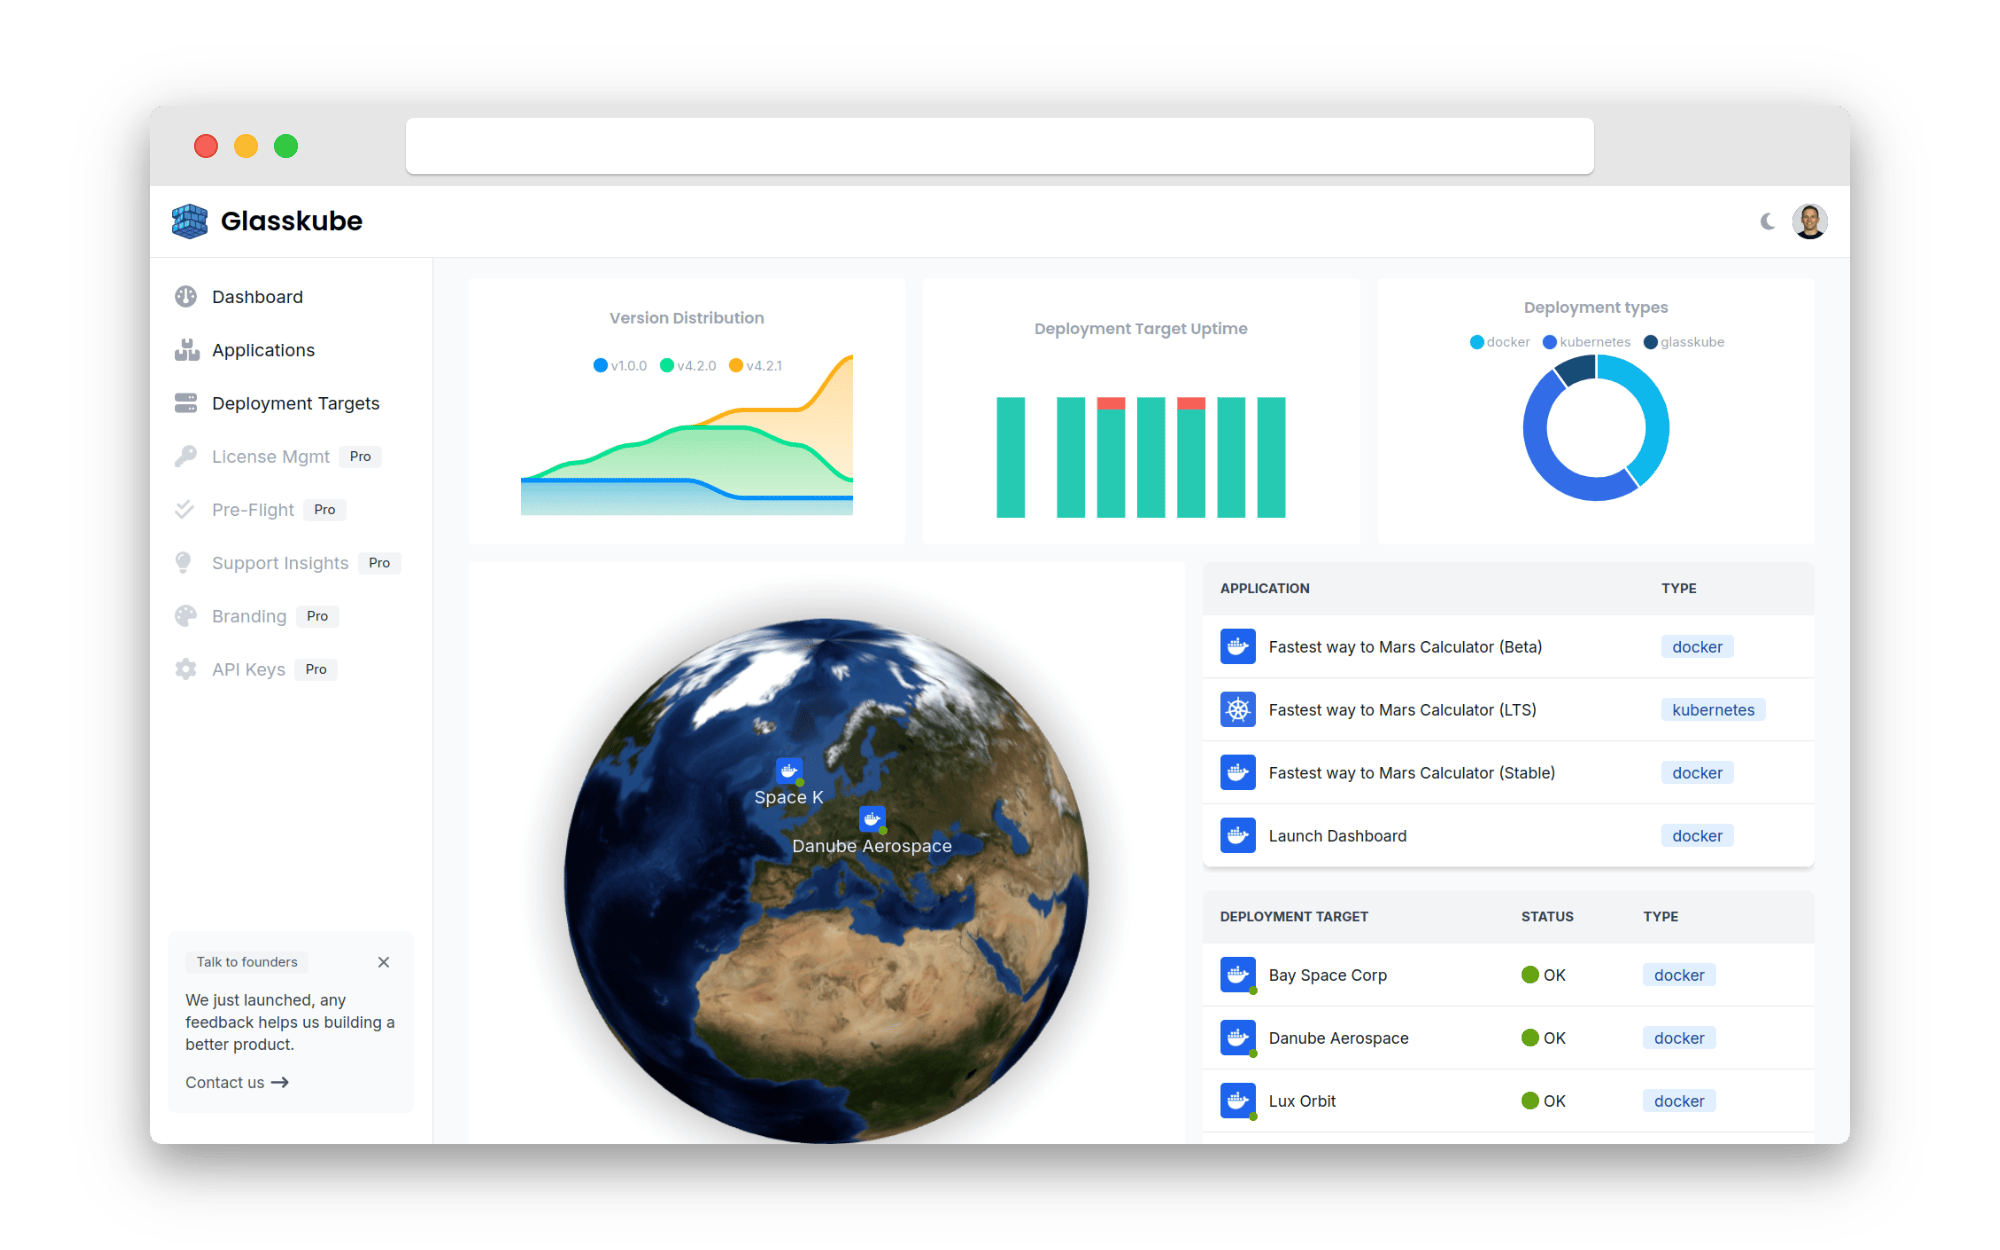 Glasskube
Dashboard
Applications
Deployment Targets
License Mgmt Pro
Pre-Flight Pro
Support Insights Pro
Branding Pro
API Keys Pro
Talk to founders
We just launched, any
feedback helps us building a
better product.
Contact us
Version Distribution
v1.0.0 v4.2.0 v4.2.1
Deployment Target Uptime
Deployment types
docker kubernetes glasskube
Space K
Danube Aerospace
APPLICATION TYPE
Fastest way to Mars Calculator (Beta) docker
Fastest way to Mars Calculator (LTS) kubernetes
Fastest way to Mars Calculator (Stable) docker
Launch Dashboard docker
DEPLOYMENT TARGET STATUS TYPE
Bay Space Corp OK docker
Danube Aerospace OK docker
Lux Orbit OK docker